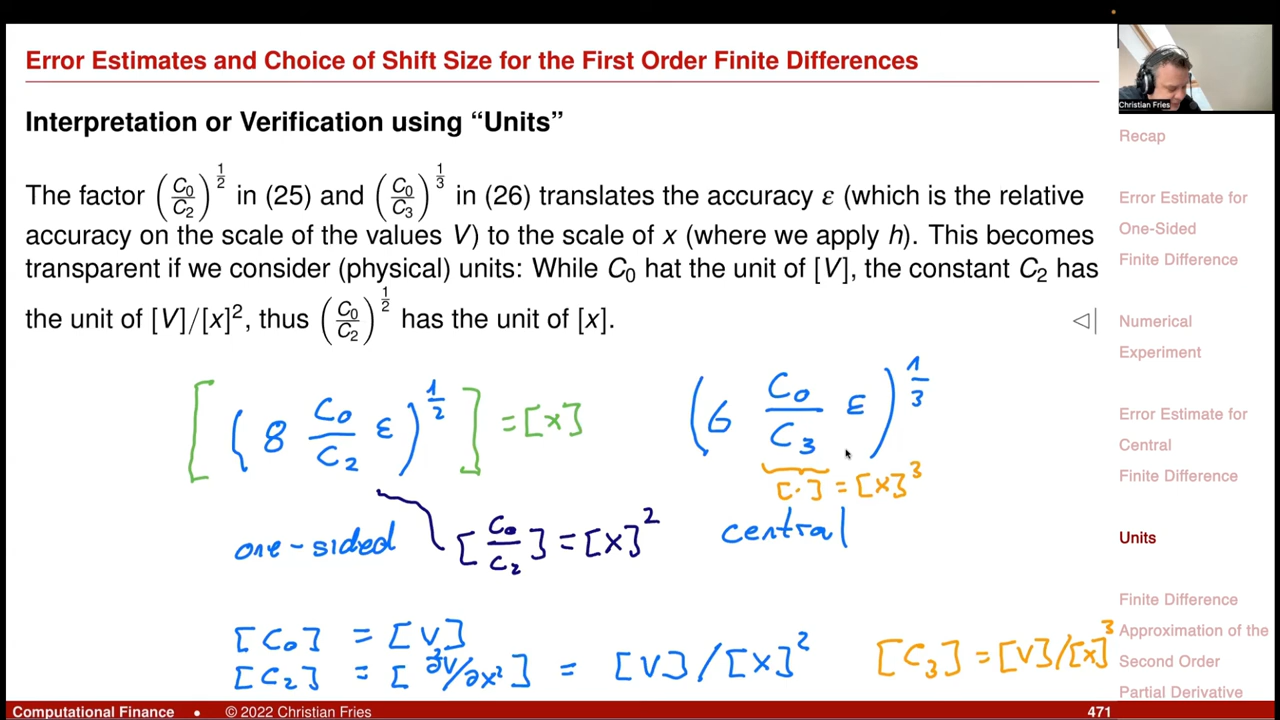 Error Estimates and Choice of Shift Size for the First Order Finite Differences
Interpretation or Verification using “Units”
The factor (C₀/C₂)^(1/2) in (25) and (C₀/C₃)^(1/3) in (26) translates the accuracy ε (which is the relative
accuracy on the scale of the values V) to the scale of x (where we apply h). This becomes
transparent if we consider (physical) units: While C₀ hat the unit of [V], the constant C₂ has
the unit of [V]/[x]², thus (C₀/C₂)^(1/2) has the unit of [x].
◁|
[(8 C₀/C₂ ε)^(1/2)] = [x]
(6 C₀/C₃ ε)^(1/3)
[·] = [x]³
one-sided
[C₀/C₂] = [x]²
central
[C₀] = [V]
[C₂] = [∂²V/∂x²] = [V]/[x]²
[C₃] = [V]/[x]³
Christian Fries
Recap
Error Estimate for
One-Sided
Finite Difference
Numerical
Experiment
Error Estimate for
Central
Finite Difference
Units
Finite Difference
Approximation of the
Second Order
Partial Derivative
Computational Finance • © 2022 Christian Fries
471